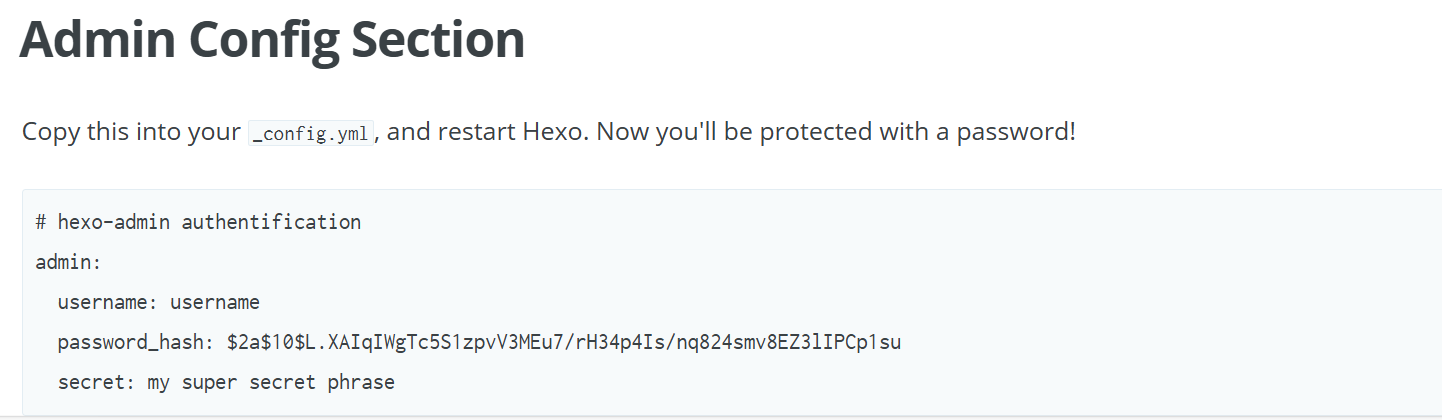 Admin Config Section
Copy this into your _config.yml, and restart Hexo. Now you'll be protected with a password!
# hexo-admin authentification
admin:
  username: username
  password_hash: $2a$10$L.XAIqIWgTc5S1zpvV3MEu7/rH34p4Is/nq824smv8EZ3lIPCp1su
  secret: my super secret phrase